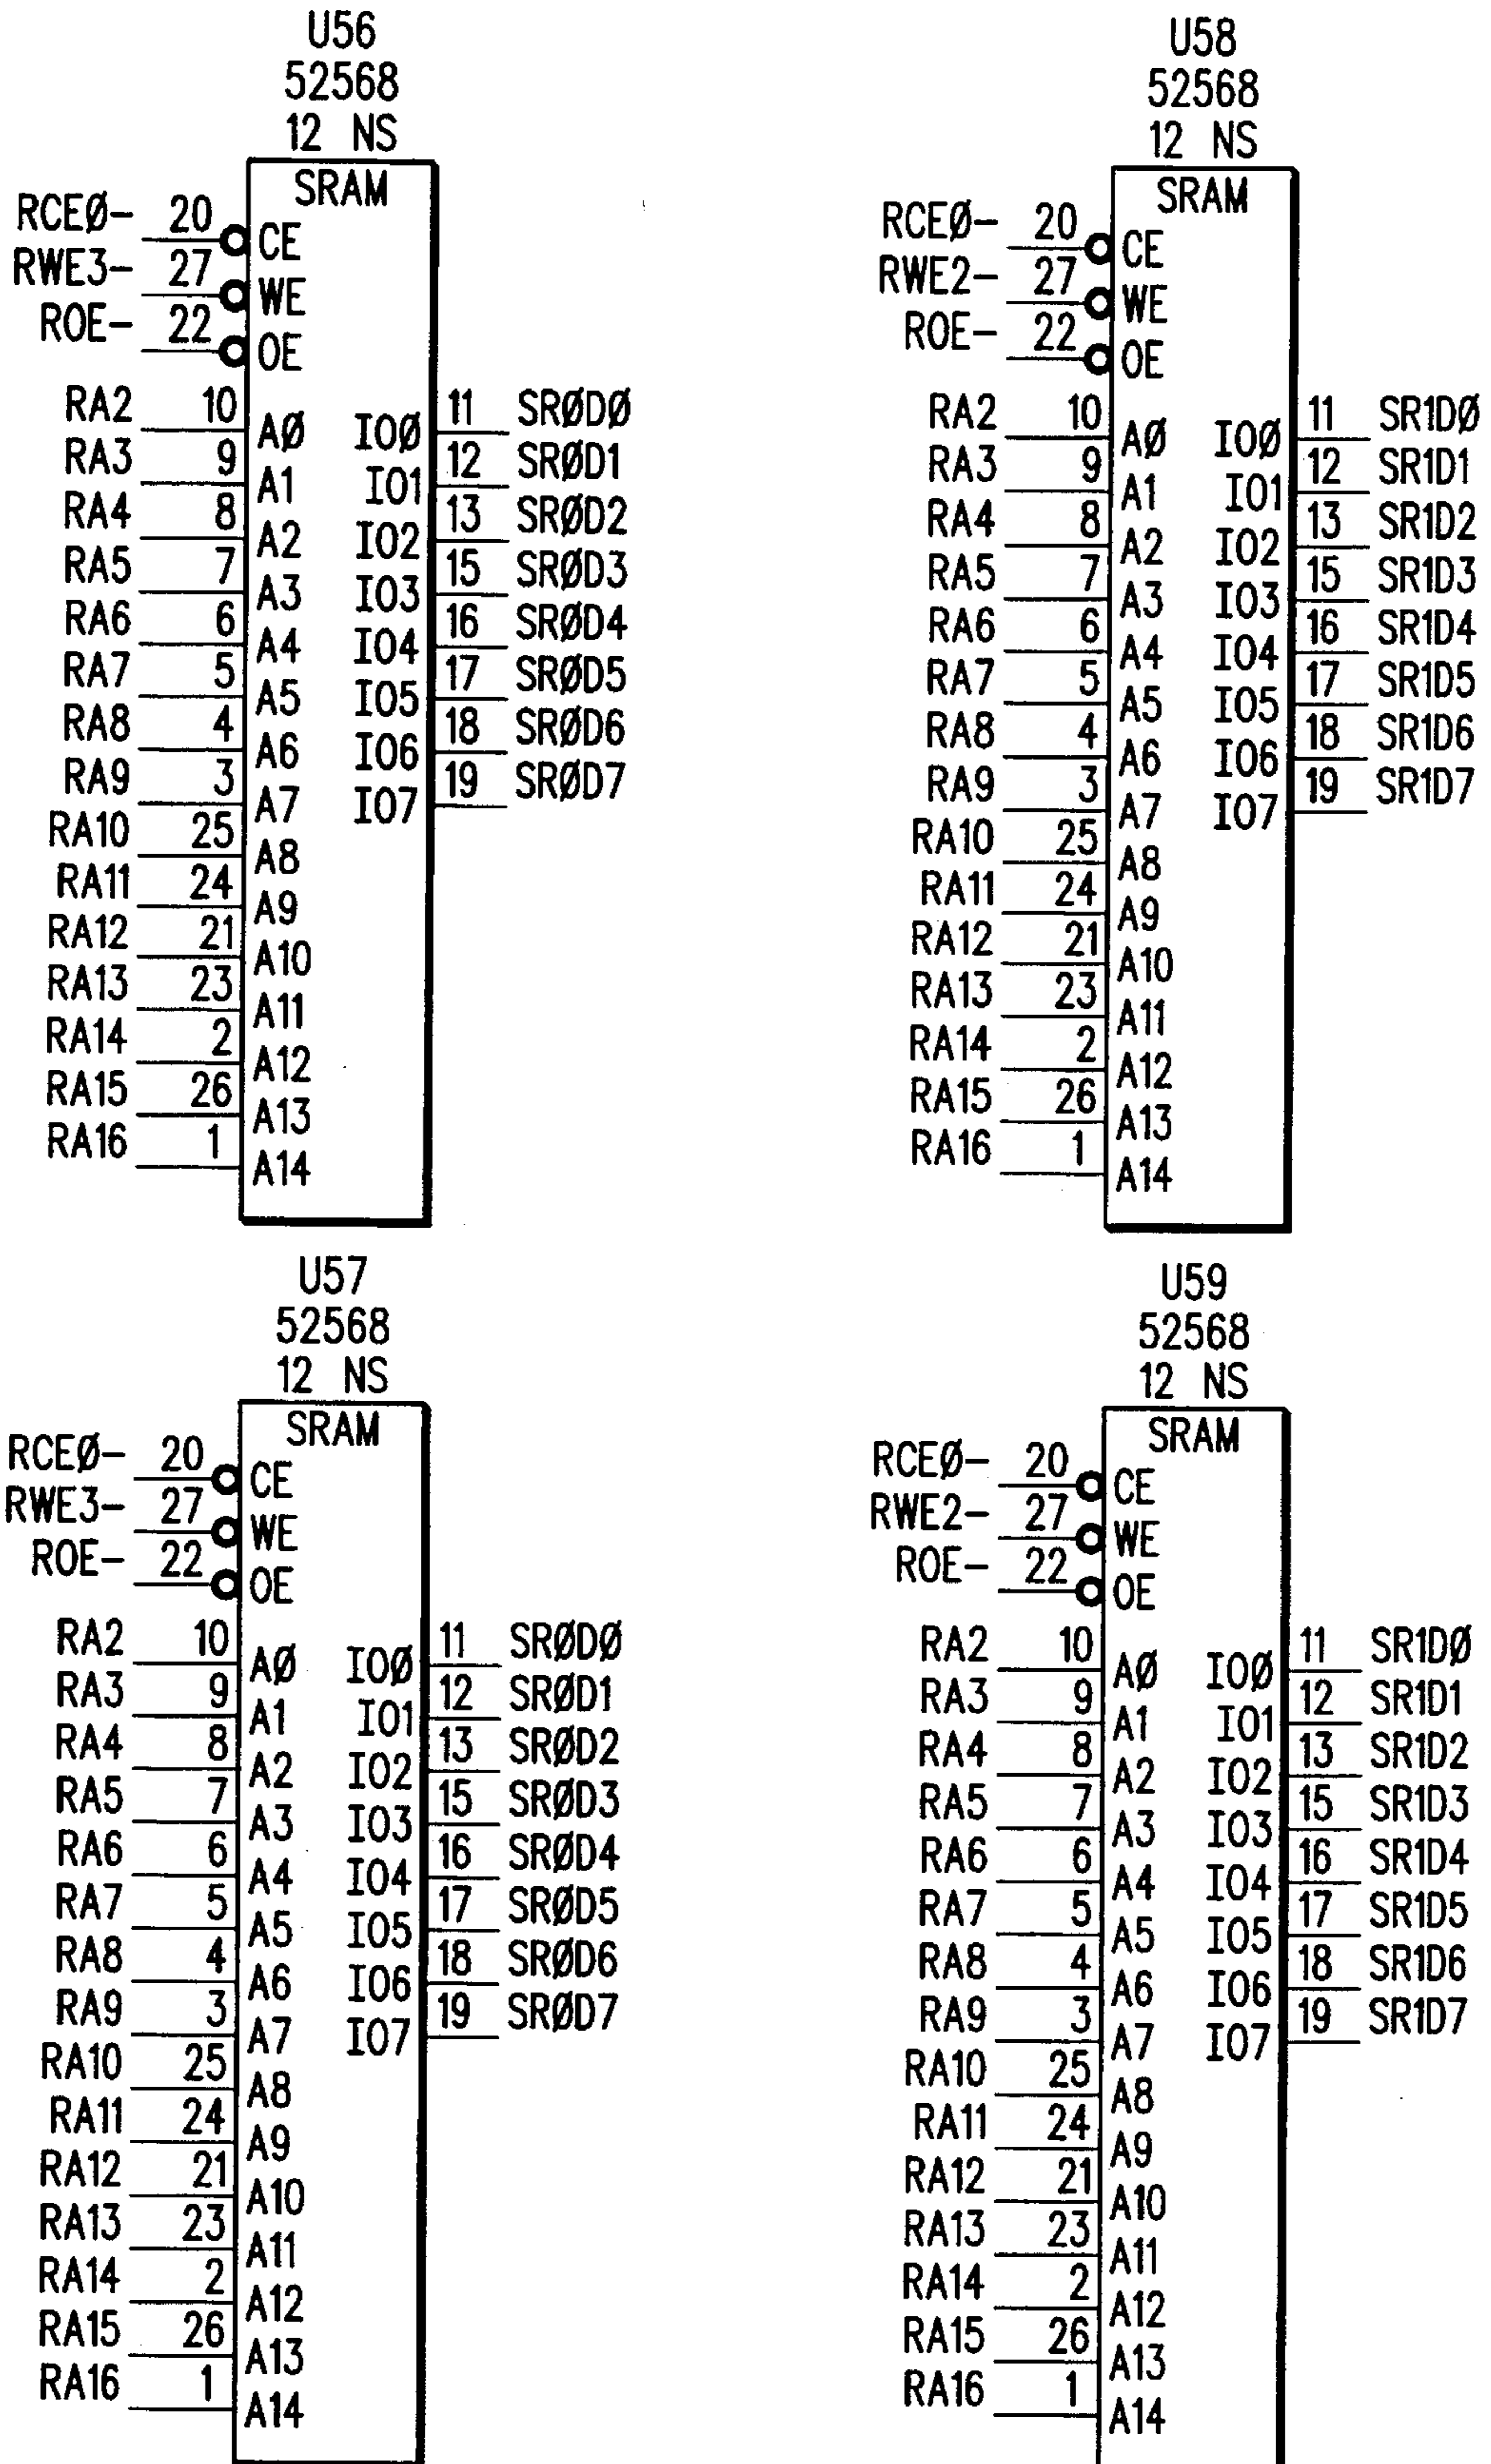 U56
52568
12 NS
SRAM
RCEØ- 20 CE
RWE3- 27 WE
ROE- 22 OE
RA2 10 AØ IOØ 11 SRØDØ
RA3 9 A1 IO1 12 SRØD1
RA4 8 A2 IO2 13 SRØD2
RA5 7 A3 IO3 15 SRØD3
RA6 6 A4 IO4 16 SRØD4
RA7 5 A5 IO5 17 SRØD5
RA8 4 A6 IO6 18 SRØD6
RA9 3 A7 IO7 19 SRØD7
RA10 25 A8
RA11 24 A9
RA12 21 A10
RA13 23 A11
RA14 2 A12
RA15 26 A13
RA16 1 A14
U58
52568
12 NS
SRAM
RCEØ- 20 CE
RWE2- 27 WE
ROE- 22 OE
RA2 10 AØ IOØ 11 SR1DØ
RA3 9 A1 IO1 12 SR1D1
RA4 8 A2 IO2 13 SR1D2
RA5 7 A3 IO3 15 SR1D3
RA6 6 A4 IO4 16 SR1D4
RA7 5 A5 IO5 17 SR1D5
RA8 4 A6 IO6 18 SR1D6
RA9 3 A7 IO7 19 SR1D7
RA10 25 A8
RA11 24 A9
RA12 21 A10
RA13 23 A11
RA14 2 A12
RA15 26 A13
RA16 1 A14
U57
52568
12 NS
SRAM
RCEØ- 20 CE
RWE3- 27 WE
ROE- 22 OE
RA2 10 AØ IOØ 11 SRØDØ
RA3 9 A1 IO1 12 SRØD1
RA4 8 A2 IO2 13 SRØD2
RA5 7 A3 IO3 15 SRØD3
RA6 6 A4 IO4 16 SRØD4
RA7 5 A5 IO5 17 SRØD5
RA8 4 A6 IO6 18 SRØD6
RA9 3 A7 IO7 19 SRØD7
RA10 25 A8
RA11 24 A9
RA12 21 A10
RA13 23 A11
RA14 2 A12
RA15 26 A13
RA16 1 A14
U59
52568
12 NS
SRAM
RCEØ- 20 CE
RWE2- 27 WE
ROE- 22 OE
RA2 10 AØ IOØ 11 SR1DØ
RA3 9 A1 IO1 12 SR1D1
RA4 8 A2 IO2 13 SR1D2
RA5 7 A3 IO3 15 SR1D3
RA6 6 A4 IO4 16 SR1D4
RA7 5 A5 IO5 17 SR1D5
RA8 4 A6 IO6 18 SR1D6
RA9 3 A7 IO7 19 SR1D7
RA10 25 A8
RA11 24 A9
RA12 21 A10
RA13 23 A11
RA14 2 A12
RA15 26 A13
RA16 1 A14